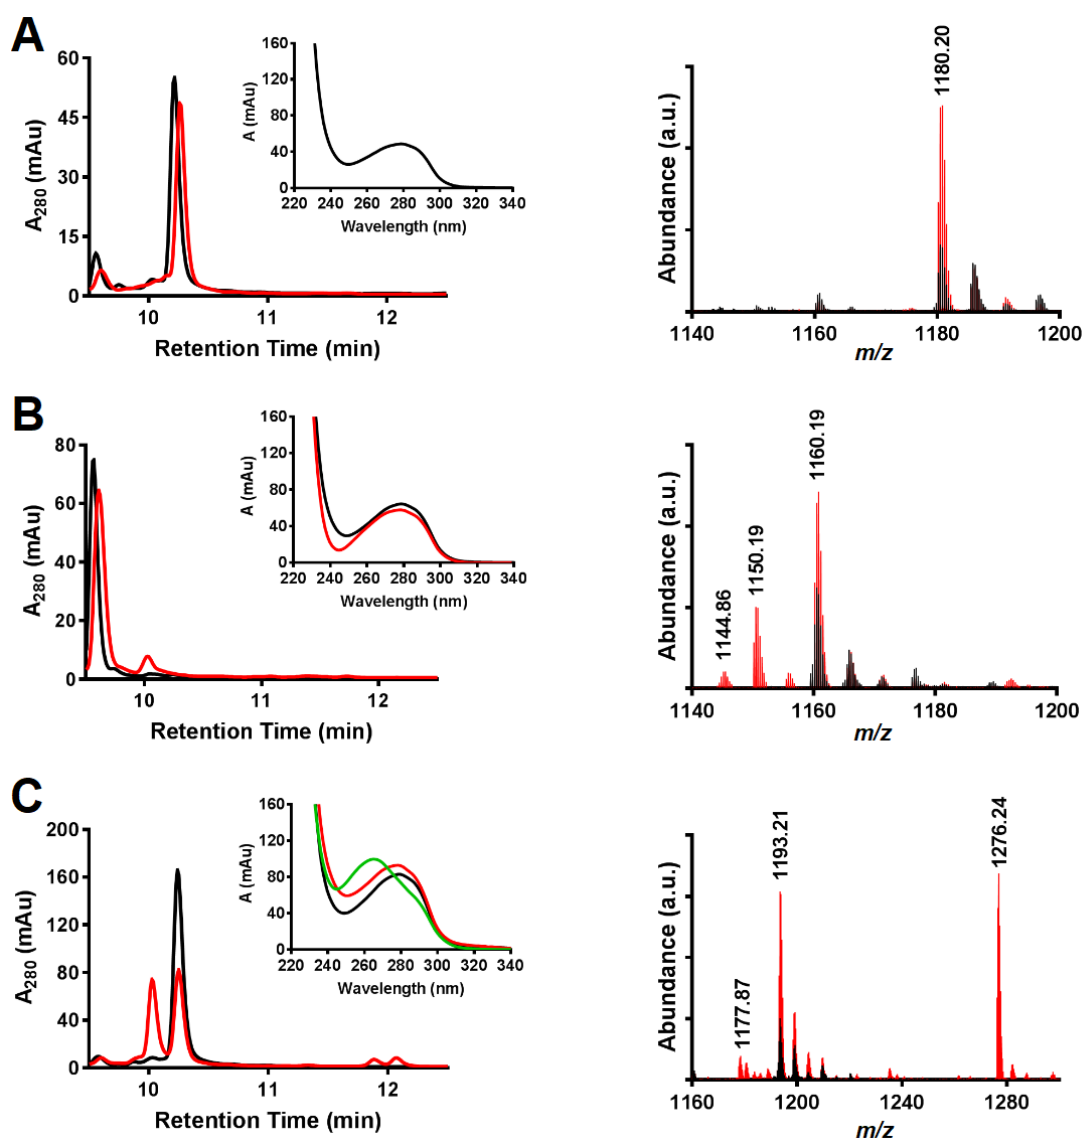 A
60
45
30
15
0
A280 (mAu)
10
11
12
Retention Time (min)
160
120
80
40
0
A (mAu)
220 240 260 280 300 320 340
Wavelength (nm)
Abundance (a.u.)
1180.20
1140 1160 1180 1200
m/z
B
80
60
40
20
0
A280 (mAu)
10
11
12
Retention Time (min)
160
120
80
40
0
A (mAu)
220 240 260 280 300 320 340
Wavelength (nm)
Abundance (a.u.)
1144.86
1150.19
1160.19
1140 1160 1180 1200
m/z
C
200
160
120
80
40
0
A280 (mAu)
10
11
12
Retention Time (min)
160
120
80
40
0
A (mAu)
220 240 260 280 300 320 340
Wavelength (nm)
Abundance (a.u.)
1177.87
1193.21
1276.24
1160 1200 1240 1280
m/z